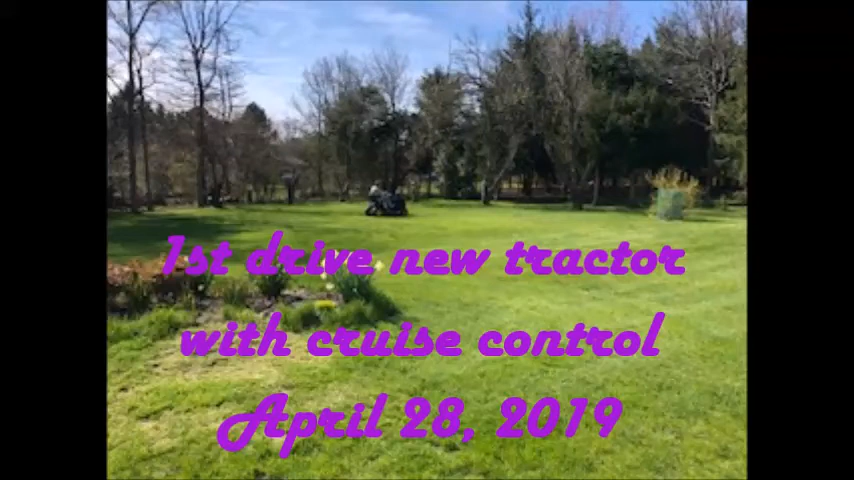 1st drive new tractor
with cruise control
April 28, 2019